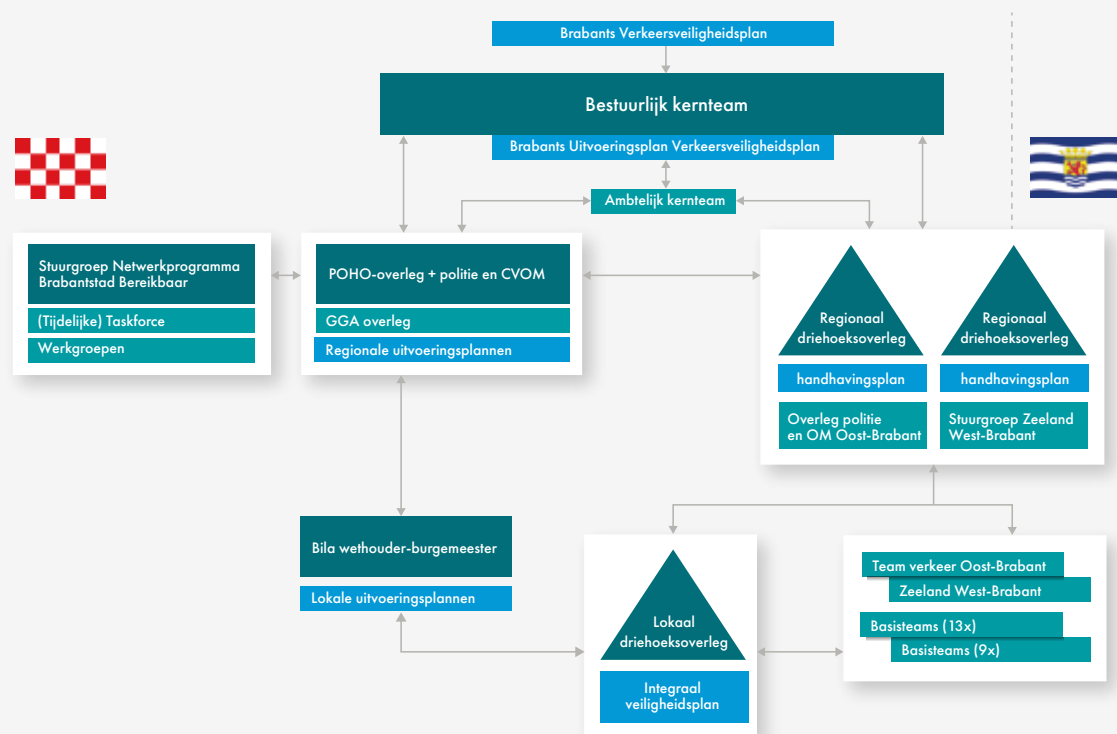 Brabants Verkeersveiligheidsplan
Bestuurlijk kernteam
Brabants Uitvoeringsplan Verkeersveiligheidsplan
Ambtelijk kernteam
Stuurgroep Netwerkprogramma
Brabantstad Bereikbaar
(Tijdelijke) Taskforce
Werkgroepen
POHO-overleg + politie en CVOM
GGA overleg
Regionale uitvoeringsplannen
Regionaal
driehoeksoverleg
handhavingsplan
Overleg politie
en OM Oost-Brabant
Regionaal
driehoeksoverleg
handhavingsplan
Stuurgroep Zeeland
West-Brabant
Bila wethouder-burgemeester
Lokale uitvoeringsplannen
Lokaal
driehoeksoverleg
Integraal
veiligheidsplan
Team verkeer Oost-Brabant
Zeeland West-Brabant
Basisteams (13x)
Basisteams (9x)